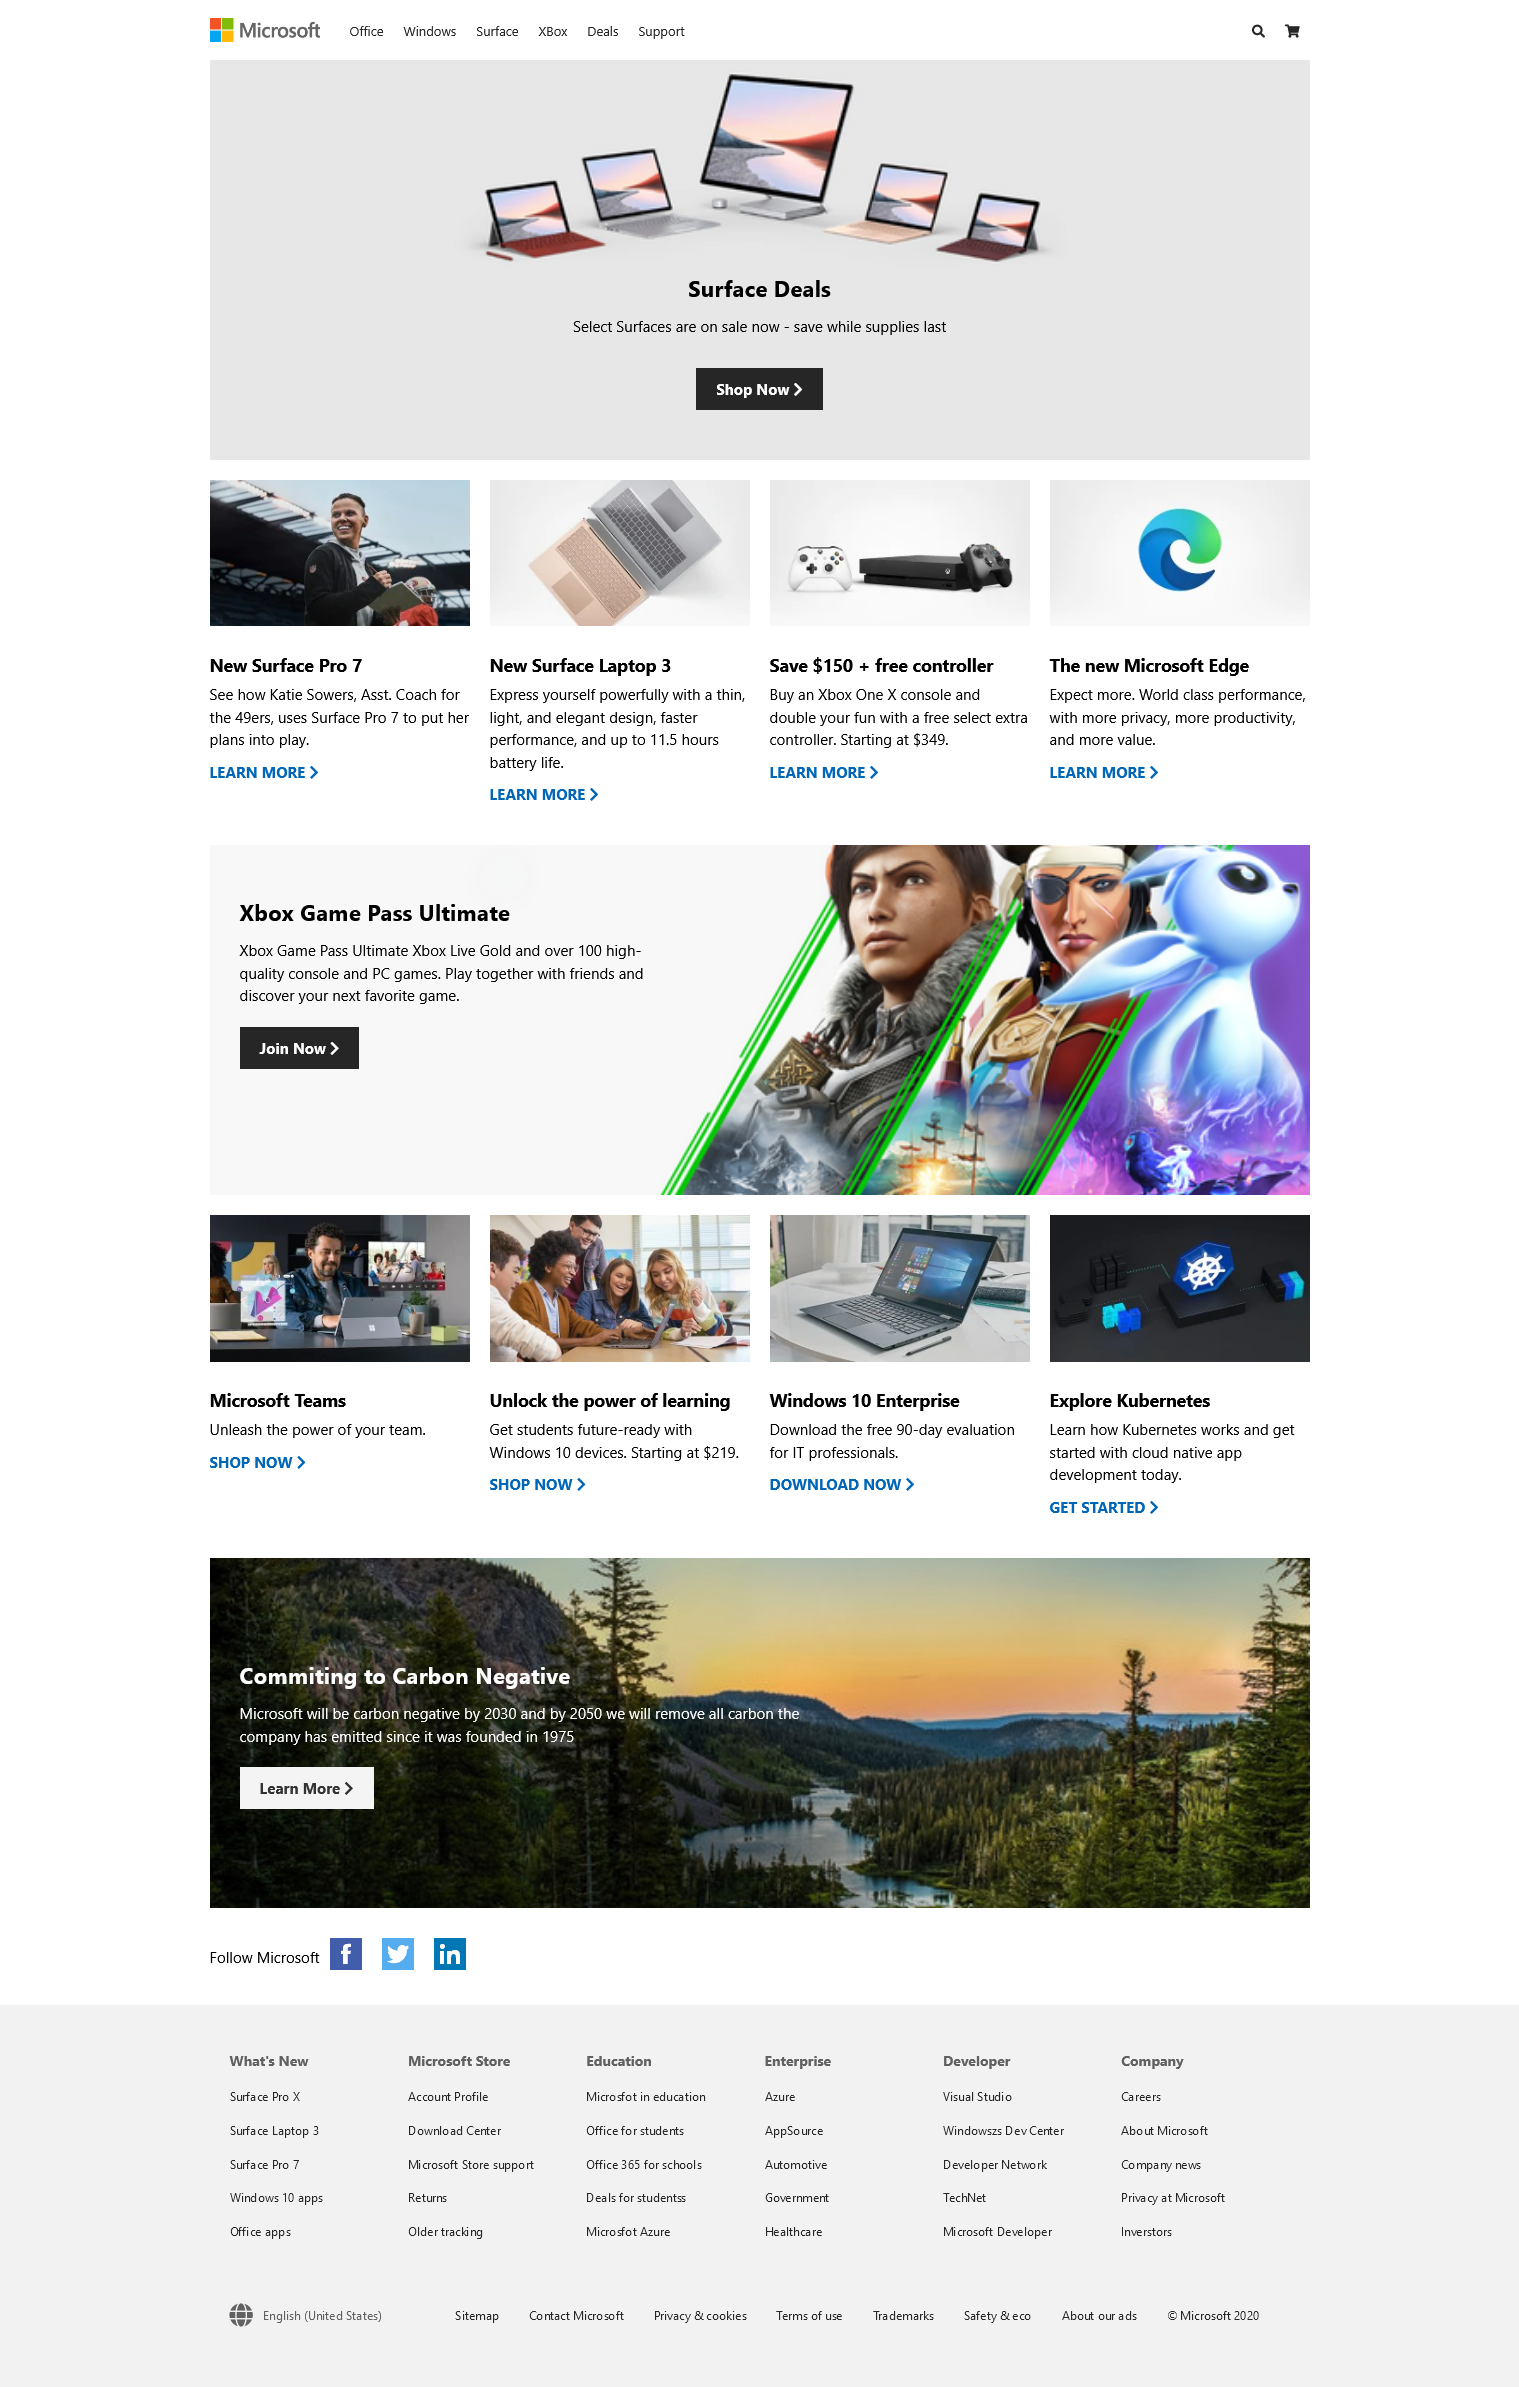 Microsoft Office Windows Surface XBox Deals Support
Surface Deals
Select Surfaces are on sale now - save while supplies last
Shop Now
New Surface Pro 7
See how Katie Sowers, Asst. Coach for
the 49ers, uses Surface Pro 7 to put her
plans into play.
LEARN MORE
New Surface Laptop 3
Express yourself powerfully with a thin,
light, and elegant design, faster
performance, and up to 11.5 hours
battery life.
LEARN MORE
Save $150 + free controller
Buy an Xbox One X console and
double your fun with a free select extra
controller. Starting at $349.
LEARN MORE
The new Microsoft Edge
Expect more. World class performance,
with more privacy, more productivity,
and more value.
LEARN MORE
Xbox Game Pass Ultimate
Xbox Game Pass Ultimate Xbox Live Gold and over 100 high-
quality console and PC games. Play together with friends and
discover your next favorite game.
Join Now
Microsoft Teams
Unleash the power of your team.
SHOP NOW
Unlock the power of learning
Get students future-ready with
Windows 10 devices. Starting at $219.
SHOP NOW
Windows 10 Enterprise
Download the free 90-day evaluation
for IT professionals.
DOWNLOAD NOW
Explore Kubernetes
Learn how Kubernetes works and get
started with cloud native app
development today.
GET STARTED
Commiting to Carbon Negative
Microsoft will be carbon negative by 2030 and by 2050 we will remove all carbon the
company has emitted since it was founded in 1975
Learn More
Follow Microsoft
What's New
Surface Pro X
Surface Laptop 3
Surface Pro 7
Windows 10 apps
Office apps
Microsoft Store
Account Profile
Download Center
Microsoft Store support
Returns
Older tracking
Education
Microsfot in education
Office for students
Office 365 for schools
Deals for studentss
Microsfot Azure
Enterprise
Azure
AppSource
Automotive
Government
Healthcare
Developer
Visual Studio
Windowszs Dev Center
Developer Network
TechNet
Microsoft Developer
Company
Careers
About Microsoft
Company news
Privacy at Microsoft
Inverstors
English (United States) Sitemap Contact Microsoft Privacy & cookies Terms of use Trademarks Safety & eco About our ads © Microsoft 2020